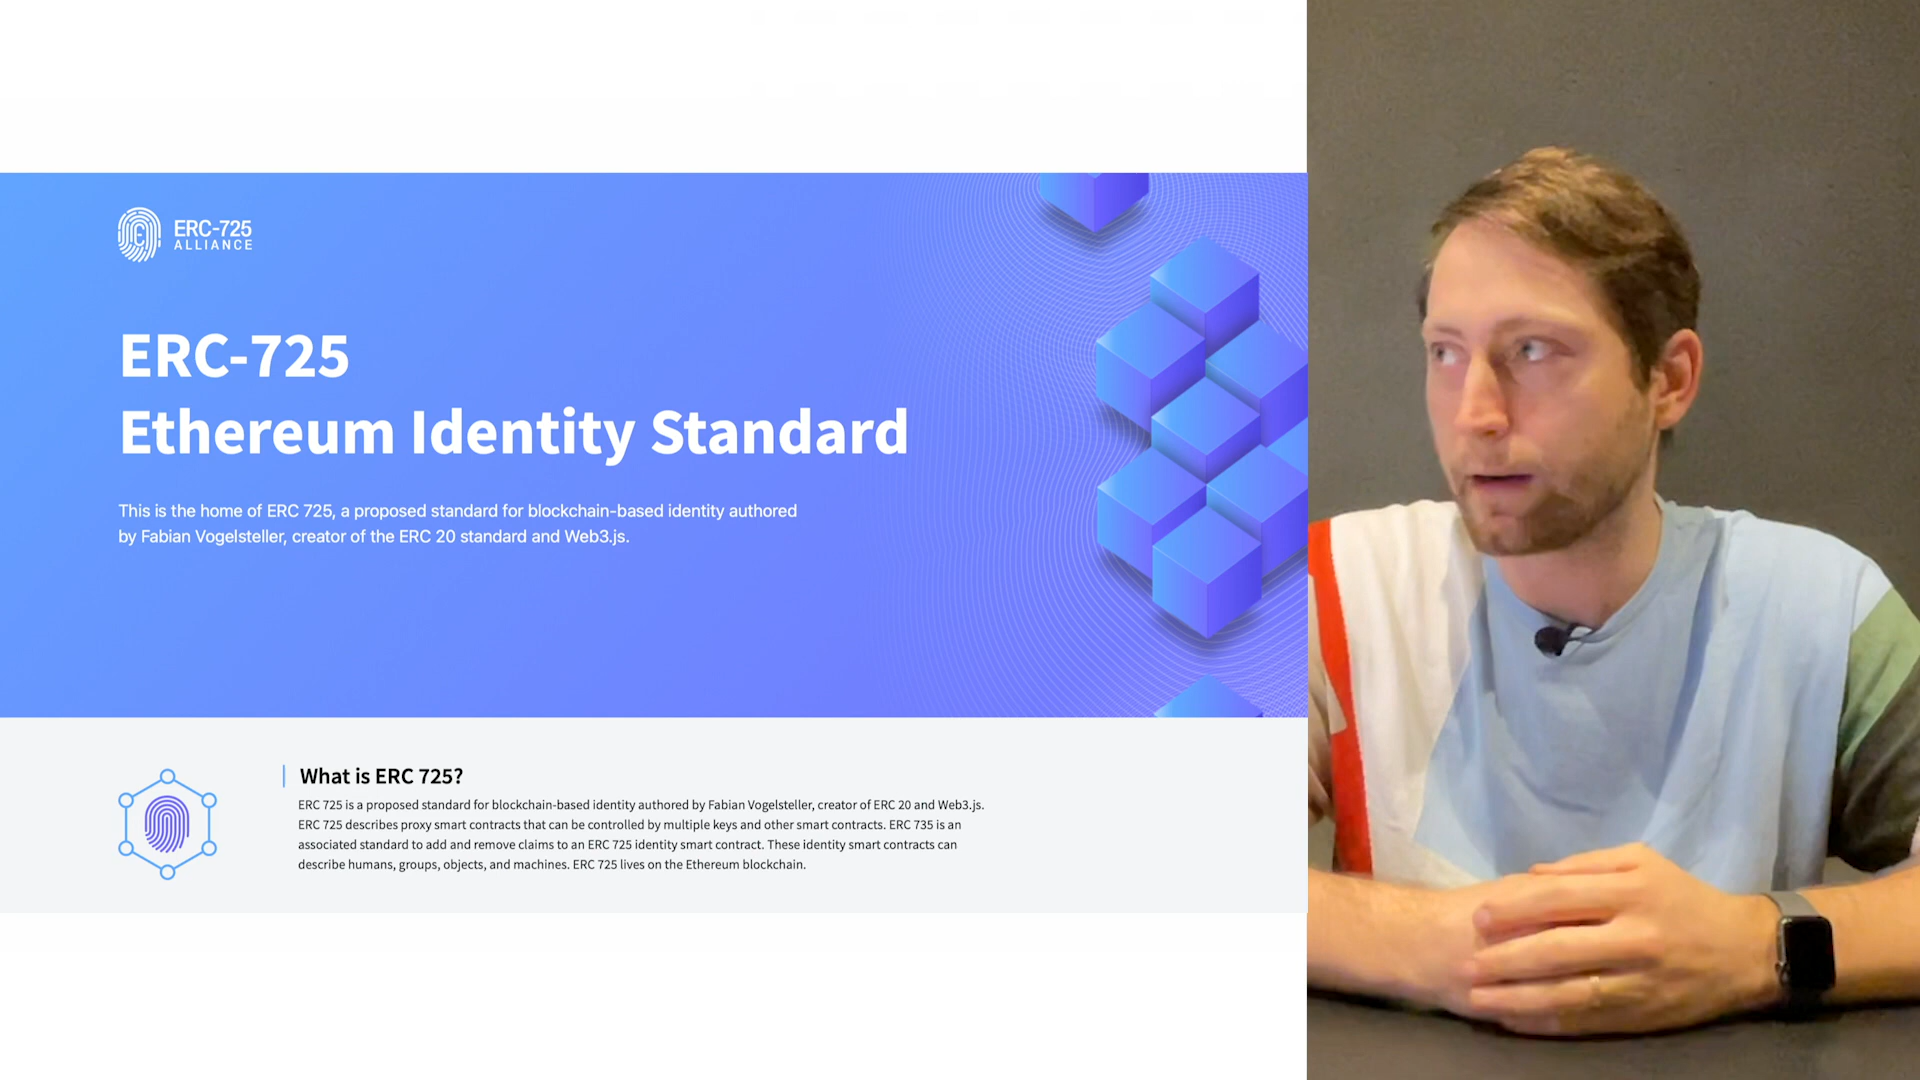 ERC-725
ALLIANCE
ERC-725
Ethereum Identity Standard
This is the home of ERC 725, a proposed standard for blockchain-based identity authored
by Fabian Vogelsteller, creator of the ERC 20 standard and Web3.js.
What is ERC 725?
ERC 725 is a proposed standard for blockchain-based identity authored by Fabian Vogelsteller, creator of ERC 20 and Web3.js.
ERC 725 describes proxy smart contracts that can be controlled by multiple keys and other smart contracts. ERC 735 is an
associated standard to add and remove claims to an ERC 725 identity smart contract. These identity smart contracts can
describe humans, groups, objects, and machines. ERC 725 lives on the Ethereum blockchain.